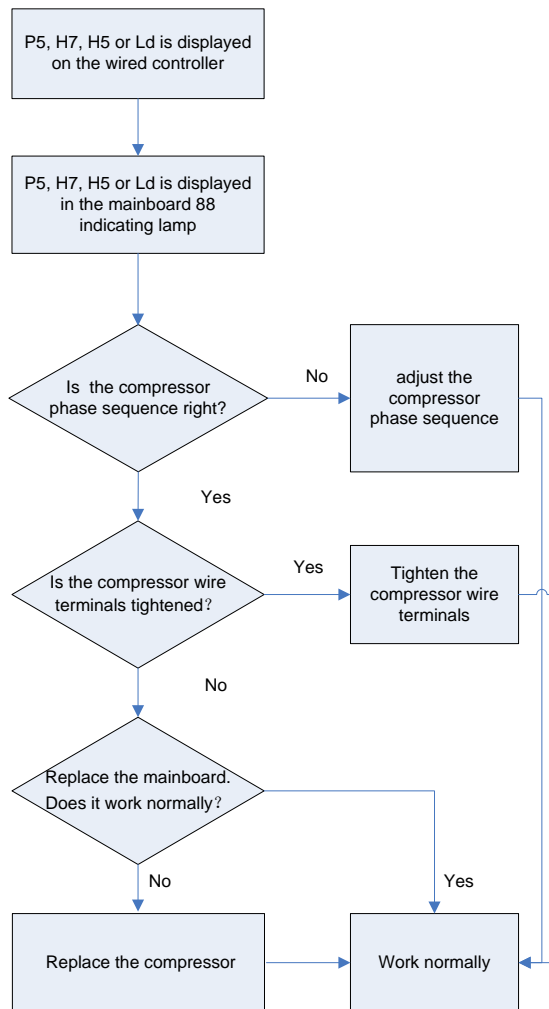 P5, H7, H5 or Ld is displayed
on the wired controller
P5, H7, H5 or Ld is displayed
in the mainboard 88
indicating lamp
Is the compressor
phase sequence right?
No
adjust the
compressor
phase sequence
Yes
Is the compressor wire
terminals tightened?
Yes
Tighten the
compressor wire
terminals
No
Replace the mainboard.
Does it work normally?
No
Yes
Replace the compressor
Work normally